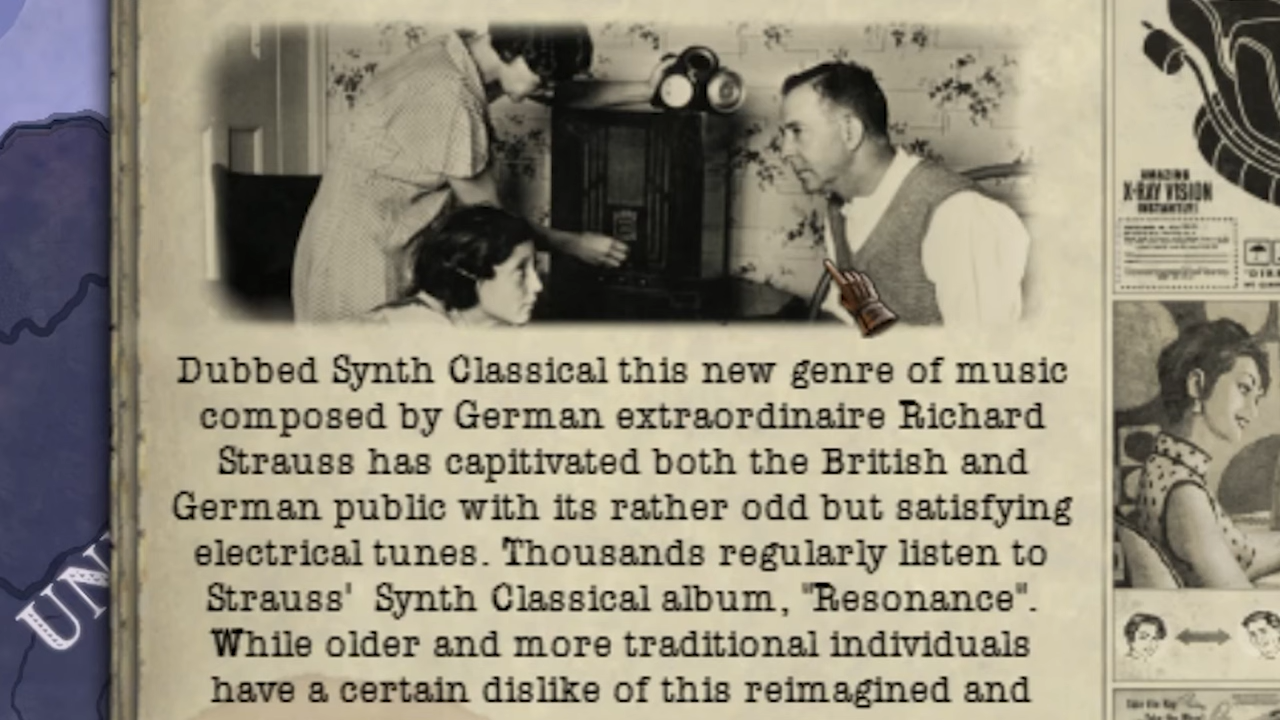 Dubbed Synth Classical this new genre of music
composed by German extraordinaire Richard
Strauss has capitivated both the British and
German public with its rather odd but satisfying
electrical tunes. Thousands regularly listen to
Strauss' Synth Classical album, "Resonance".
While older and more traditional individuals
have a certain dislike of this reimagined and
UN
AMAZING
X-RAY VISION
INSTANTLY!